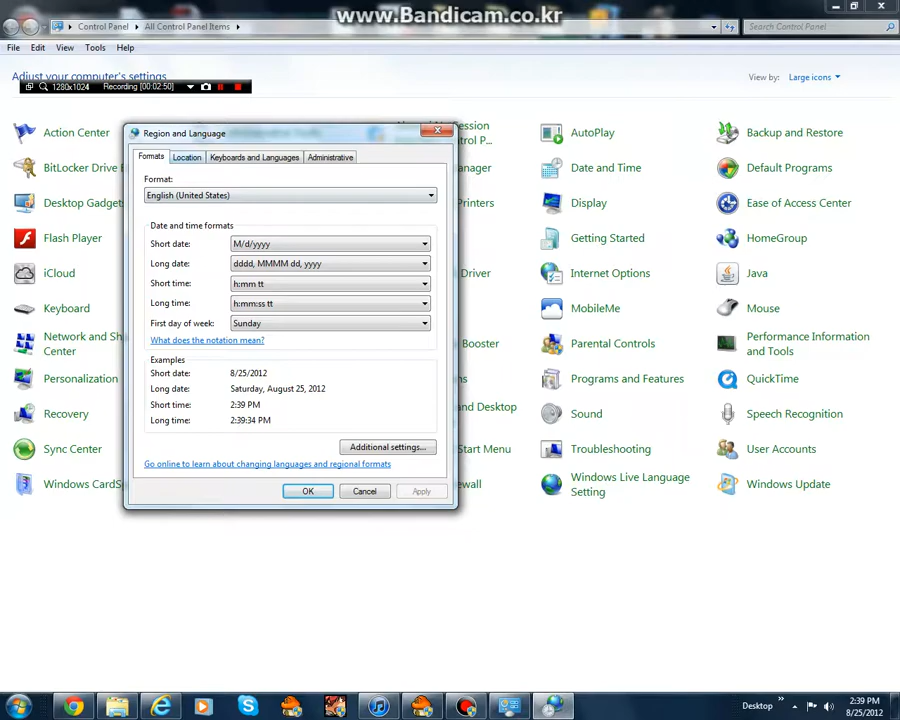 www.Bandicam.co.kr
Control Panel
All Control Panel Items
Search Control Panel
File Edit View Tools Help
Adjust your computer's settings
View by: Large icons
1280x1024 Recording [00:02:50]
Action Center
Session
AutoPlay
Backup and Restore
BitLocker Drive
Date and Time
Default Programs
Desktop Gadgets
Display
Ease of Access Center
Flash Player
Getting Started
HomeGroup
iCloud
Driver
Internet Options
Java
Keyboard
MobileMe
Mouse
Network and Sh
Center
Parental Controls
Performance Information
and Tools
Personalization
Programs and Features
QuickTime
Recovery
and Desktop
Sound
Speech Recognition
Sync Center
Start Menu
Troubleshooting
User Accounts
Windows CardS
Windows Live Language
Setting
Windows Update
Region and Language
Formats Location Keyboards and Languages Administrative
Format:
English (United States)
Date and time formats
Short date: M/d/yyyy
Long date: dddd, MMMM dd, yyyy
Short time: h:mm tt
Long time: h:mm:ss tt
First day of week: Sunday
What does the notation mean?
Examples
Short date: 8/25/2012
Long date: Saturday, August 25, 2012
Short time: 2:39 PM
Long time: 2:39:34 PM
Additional settings...
Go online to learn about changing languages and regional formats
OK Cancel Apply
Desktop
2:39 PM
8/25/2012